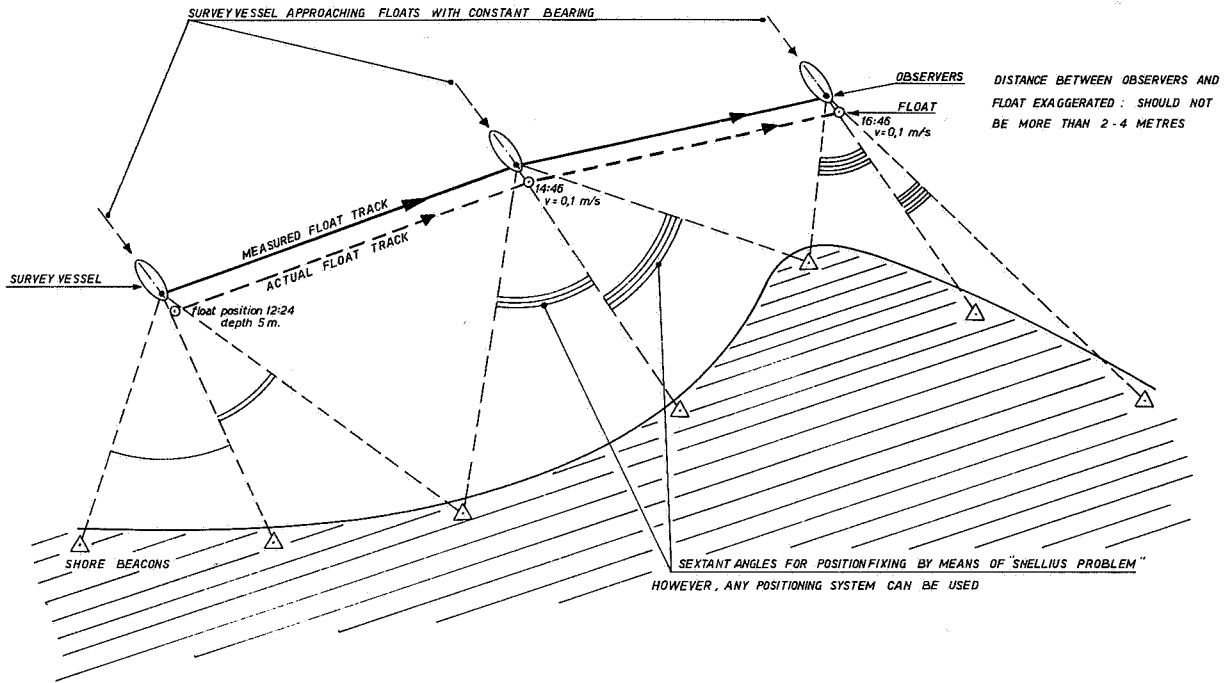 SURVEY VESSEL APPROACHING FLOATS WITH CONSTANT BEARING
OBSERVERS
DISTANCE BETWEEN OBSERVERS AND
FLOAT EXAGGERATED : SHOULD NOT
BE MORE THAN 2-4 METRES
FLOAT
16:46
v=0,1 m/s
14:46
v=0,1 m/s
MEASURED FLOAT TRACK
ACTUAL FLOAT TRACK
SURVEY VESSEL
float position 12:24
depth 5 m.
SHORE BEACONS
SEXTANT ANGLES FOR POSITIONFIXING BY MEANS OF "SNELLIUS PROBLEM"
HOWEVER, ANY POSITIONING SYSTEM CAN BE USED